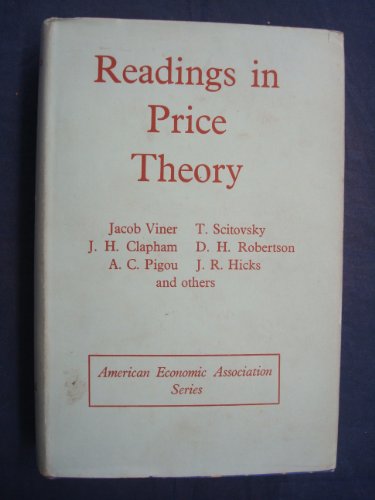 Readings in
Price
Theory
Jacob Viner T. Scitovsky
J. H. Clapham D. H. Robertson
A. C. Pigou J. R. Hicks
and others
American Economic Association
Series